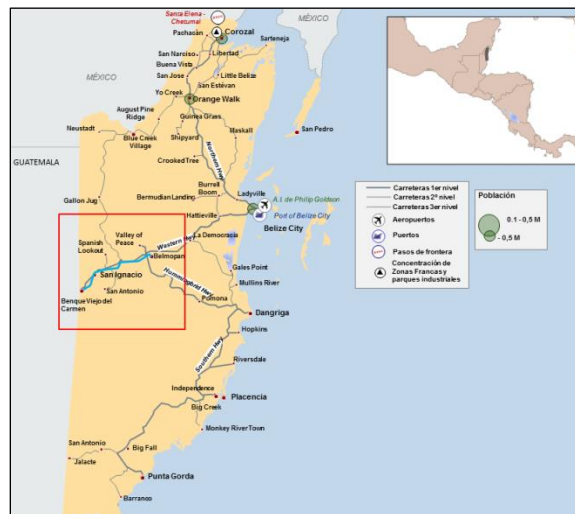 Santa Elena -
Chetumal
MÉXICO
Pachacán
Corozal
Sarteneja
San Narciso
Libertad
Buena Vista
MÉXICO
San Jose
Little Belize
San Estévan
Yo Creek
Orange Walk
August Pine
Ridge
Guinea Grass
Neustadt
Blue Creek
Village
Shipyard
Maskall
San Pedro
Crooked Tree
Northern Hwy
GUATEMALA
Burrell
Boom
Ladyville
Gallon Jug
Bermudian Landing
A.I. de Philip Goldson
Hattieville
Port of Belize City
Belize City
Valley of
Peace
Western Hwy
La Democracia
Spanish
Lookout
Belmopan
Gales Point
San Ignacio
Hummingbird Hwy
Mullins River
San Antonio
Benque Viejo del
Carmen
Pomona
Dangriga
Hopkins
Southern Hwy
Riversdale
Independence
Placencia
Big Creek
Monkey River Town
San Antonio
Big Fall
Jalacte
Punta Gorda
Barranco
Carreteras 1er nivel
Carreteras 2º nivel
Carreteras 3er nivel
Aeropuertos
Puertos
Pasos de frontera
Concentración de
Zonas Francas y
parques industriales
Población
0.1 - 0,5 M
- 0,5 M